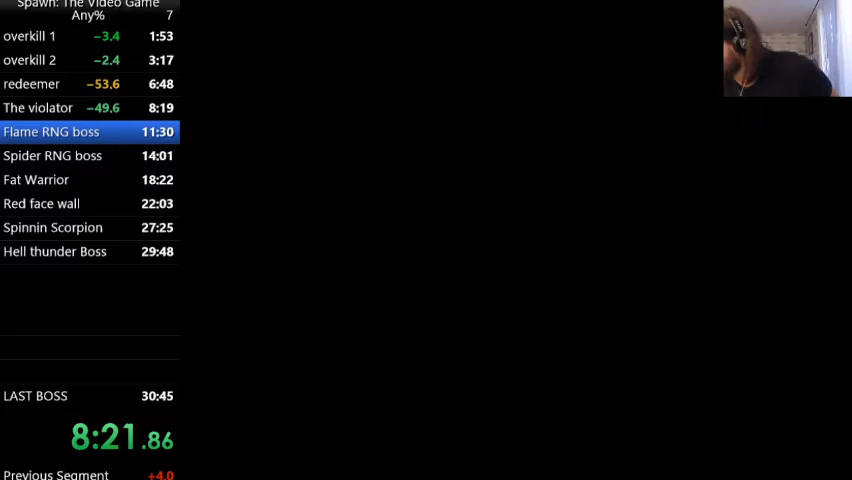 Spawn: The Video Game
Any% 7
overkill 1 −3.4 1:53
overkill 2 −2.4 3:17
redeemer −53.6 6:48
The violator −49.6 8:19
Flame RNG boss 11:30
Spider RNG boss 14:01
Fat Warrior 18:22
Red face wall 22:03
Spinnin Scorpion 27:25
Hell thunder Boss 29:48
LAST BOSS 30:45
8:21.86
Previous Segment +4.0